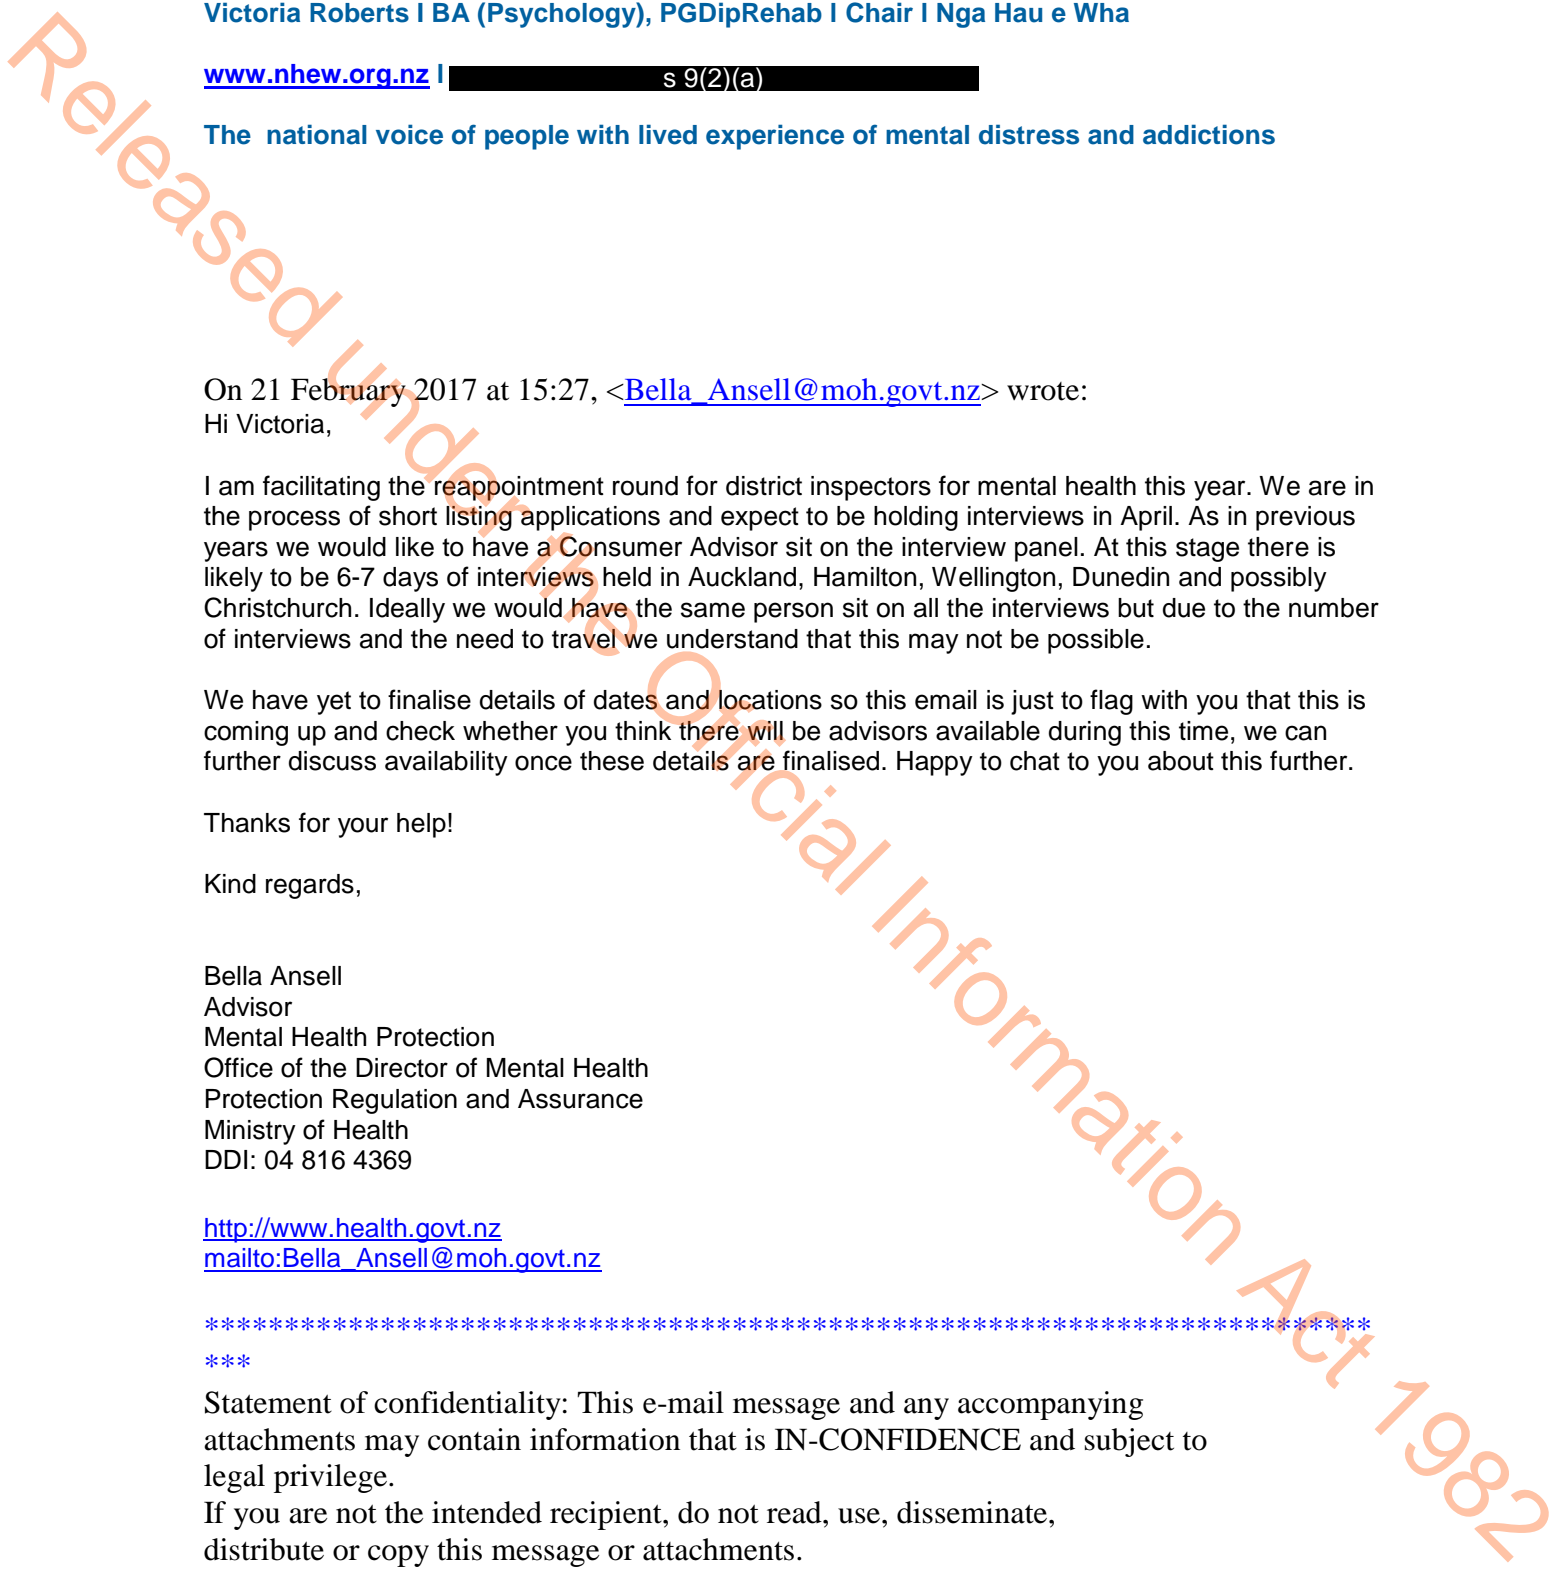 Victoria Roberts I BA (Psychology), PGDipRehab I Chair I Nga Hau e Wha
www.nhew.org.nz I s 9(2)(a)
The  national voice of people with lived experience of mental distress and addictions
On 21 February 2017 at 15:27, <Bella_Ansell@moh.govt.nz> wrote:
Hi Victoria,
I am facilitating the reappointment round for district inspectors for mental health this year. We are in
the process of short listing applications and expect to be holding interviews in April. As in previous
years we would like to have a Consumer Advisor sit on the interview panel. At this stage there is
likely to be 6-7 days of interviews held in Auckland, Hamilton, Wellington, Dunedin and possibly
Christchurch. Ideally we would have the same person sit on all the interviews but due to the number
of interviews and the need to travel we understand that this may not be possible.
We have yet to finalise details of dates and locations so this email is just to flag with you that this is
coming up and check whether you think there will be advisors available during this time, we can
further discuss availability once these details are finalised. Happy to chat to you about this further.
Thanks for your help!
Kind regards,
Bella Ansell
Advisor
Mental Health Protection
Office of the Director of Mental Health
Protection Regulation and Assurance
Ministry of Health
DDI: 04 816 4369
http://www.health.govt.nz
mailto:Bella_Ansell@moh.govt.nz
*************************************************************************
***
Statement of confidentiality: This e-mail message and any accompanying
attachments may contain information that is IN-CONFIDENCE and subject to
legal privilege.
If you are not the intended recipient, do not read, use, disseminate,
distribute or copy this message or attachments.
Released under the Official Information Act 1982